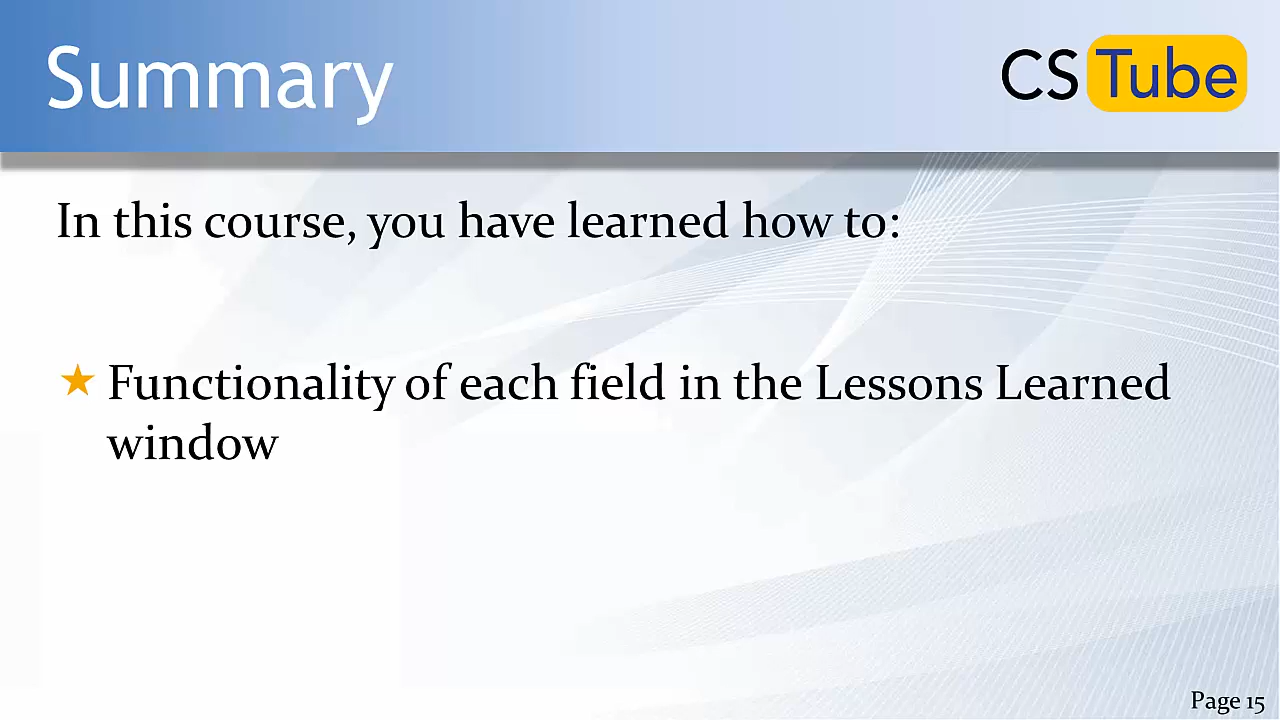 Summary
CS Tube
In this course, you have learned how to:
Functionality of each field in the Lessons Learned
window
Page 15